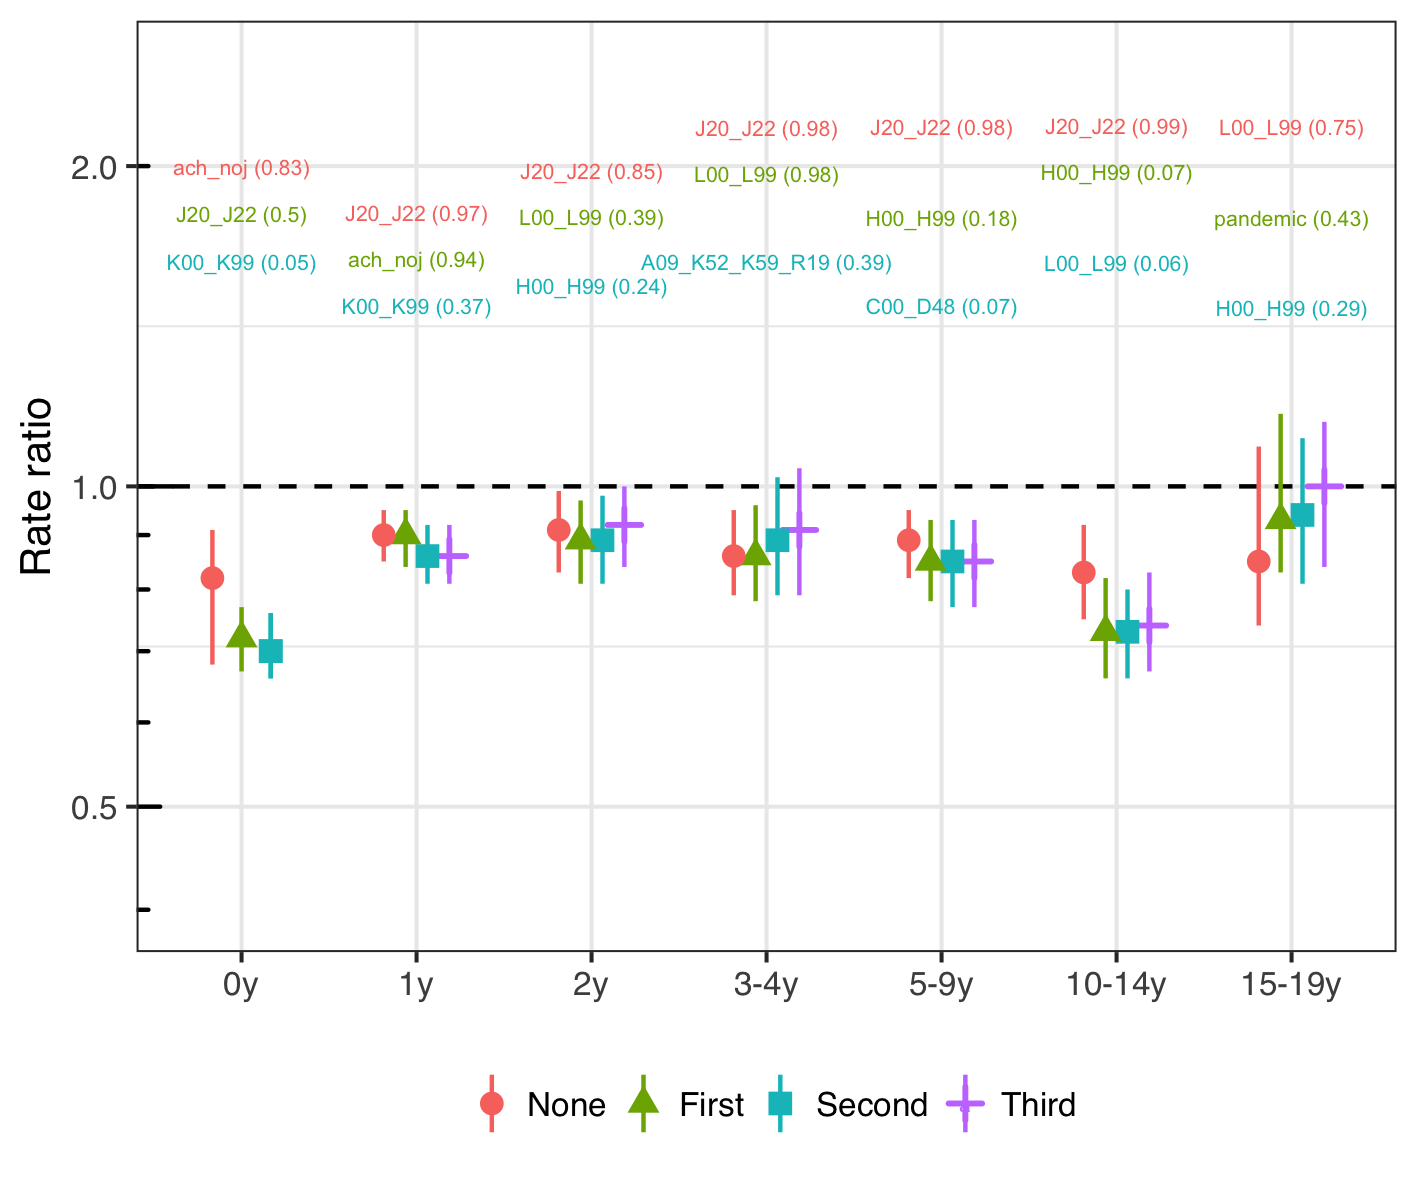 Rate ratio
2.0
1.0
0.5
ach_noj (0.83)
J20_J22 (0.5)
K00_K99 (0.05)
J20_J22 (0.97)
ach_noj (0.94)
K00_K99 (0.37)
J20_J22 (0.85)
L00_L99 (0.39)
H00_H99 (0.24)
J20_J22 (0.98)
L00_L99 (0.98)
A09_K52_K59_R19 (0.39)
J20_J22 (0.98)
H00_H99 (0.18)
C00_D48 (0.07)
J20_J22 (0.99)
H00_H99 (0.07)
L00_L99 (0.06)
L00_L99 (0.75)
pandemic (0.43)
H00_H99 (0.29)
0y 1y 2y 3-4y 5-9y 10-14y 15-19y
None First Second Third